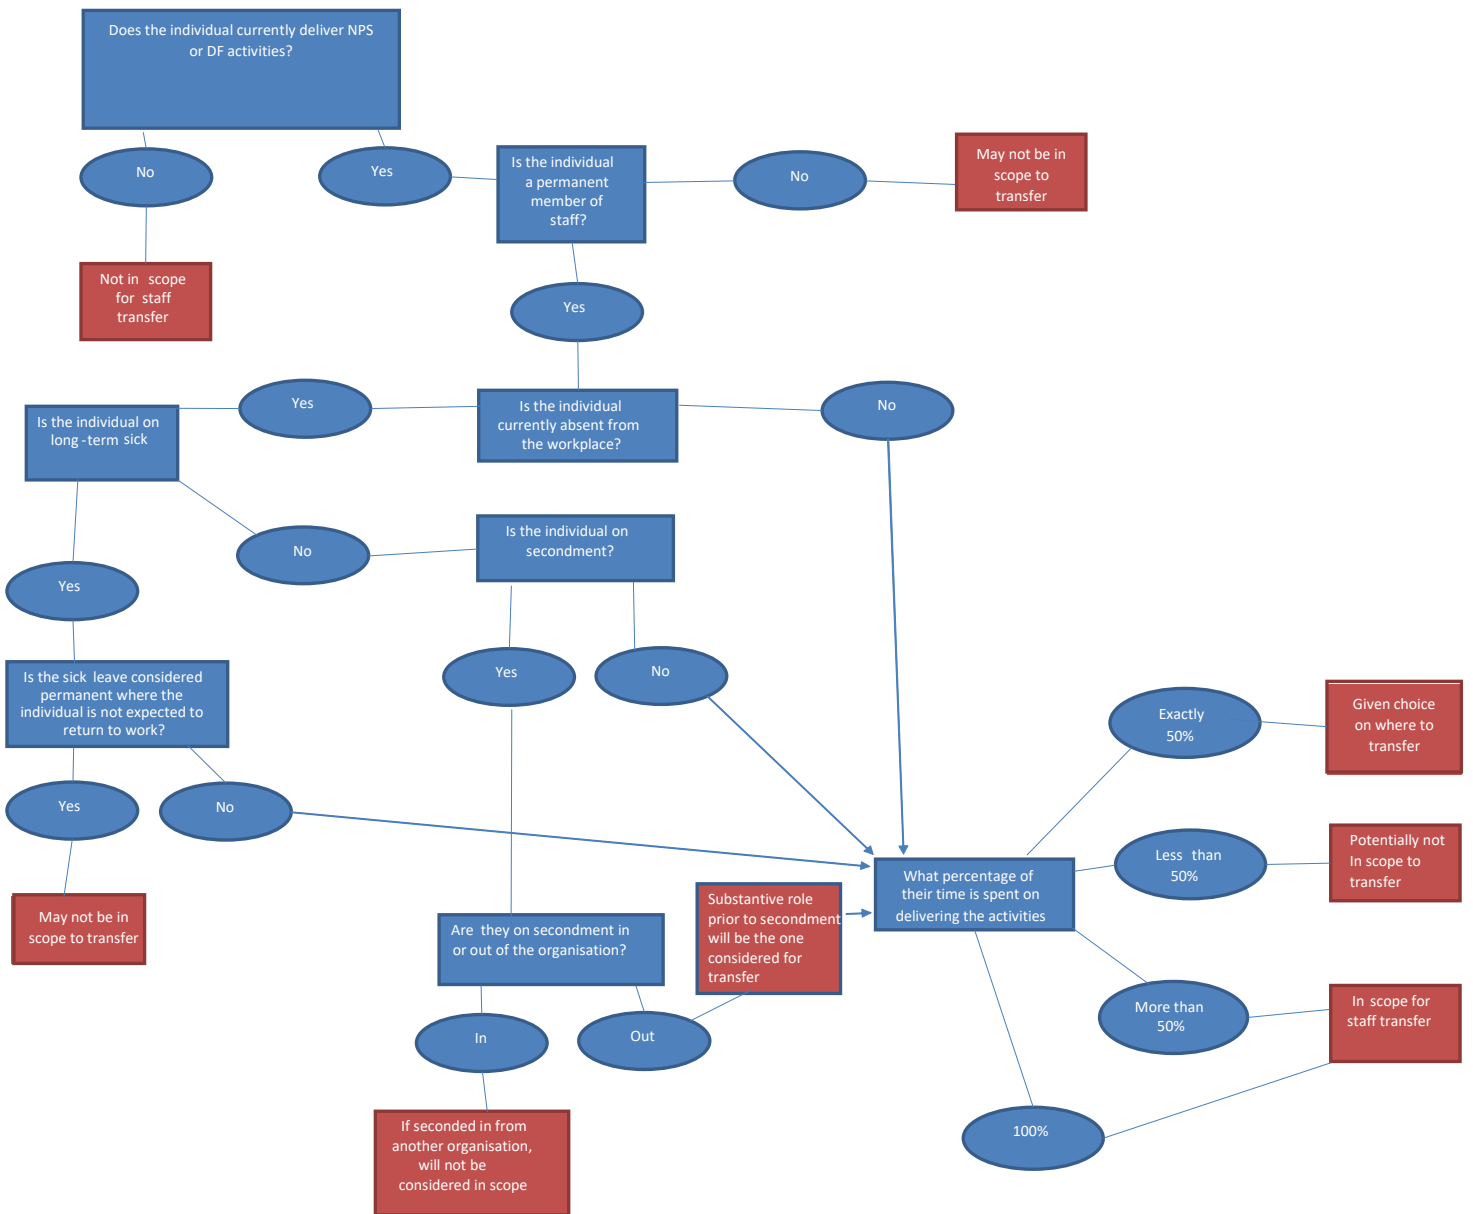 Does the individual currently deliver NPS
or DF activities?
No
Yes
Is the individual
a permanent
member of
staff?
No
May not be in
scope to
transfer
Not in scope
for staff
transfer
Yes
Is the individual on
long-term sick
Yes
Is the individual
currently absent from
the workplace?
No
No
Is the individual on
secondment?
Yes
Is the sick leave considered
permanent where the
individual is not expected to
return to work?
Yes
No
Yes
No
May not be in
scope to transfer
Exactly
50%
Given choice
on where to
transfer
Less than
50%
Potentially not
In scope to
transfer
What percentage of
their time is spent on
delivering the activities
Substantive role
prior to secondment
will be the one
considered for
transfer
Are they on secondment in
or out of the organisation?
More than
50%
In scope for
staff transfer
In
Out
100%
If seconded in from
another organisation,
will not be
considered in scope